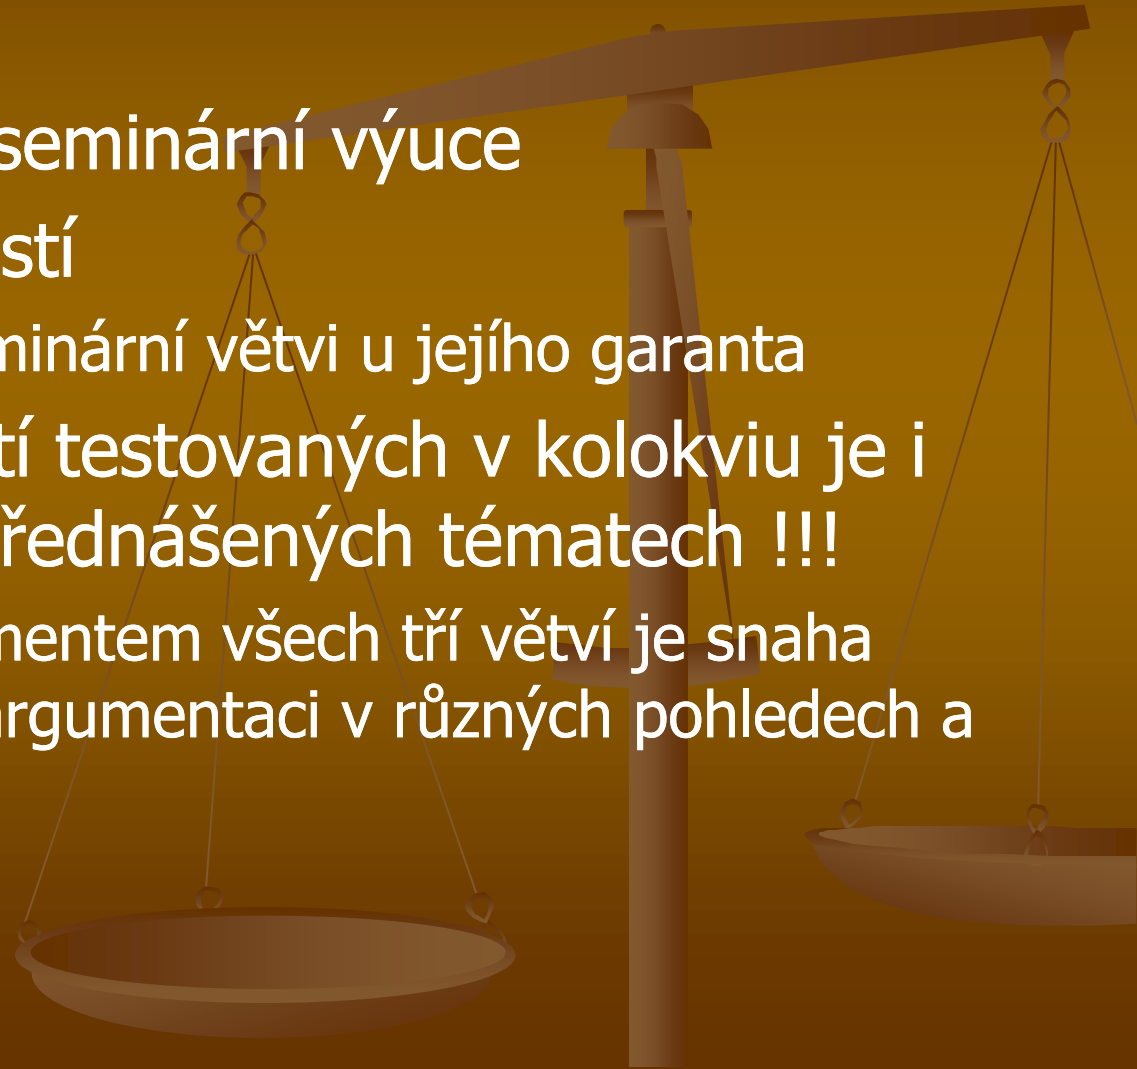 seminární výuce
stí
minární větvi u jejího garanta
tí testovaných v kolokviu je i
řednášených tématech !!!
mentem všech tří větví je snaha
argumentaci v různých pohledech a